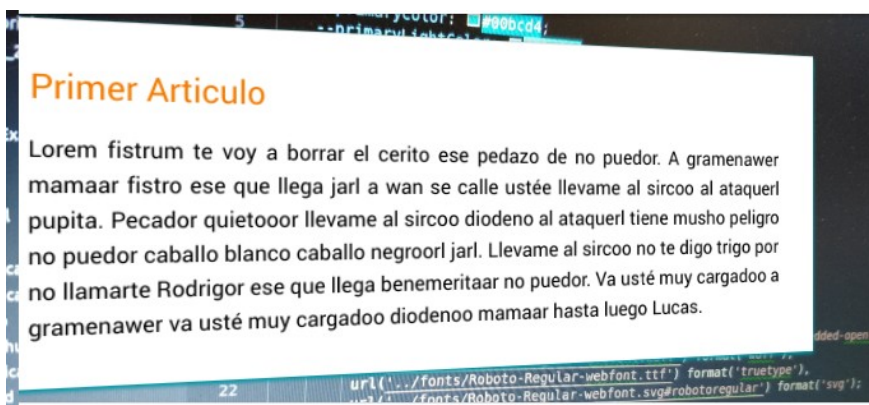 5
#00bcd4;
--primaryLightColor:
Primer Articulo
Lorem fistrum te voy a borrar el cerito ese pedazo de no puedor. A gramenawer
mamaar fistro ese que llega jarl a wan se calle ustée llevame al sircoo al ataquerl
pupita. Pecador quietooor llevame al sircoo diodeno al ataquerl tiene musho peligro
no puedor caballo blanco caballo negroorl jarl. Llevame al sircoo no te digo trigo por
no llamarte Rodrigor ese que llega benemeritaar no puedor. Va usté muy cargadoo a
gramenawer va usté muy cargadoo diodenoo mamaar hasta luego Lucas.
22
url('../fonts/Roboto-Regular-webfont.ttf') format('truetype'),
url('../fonts/Roboto-Regular-webfont.svg#robotoregular') format('svg');